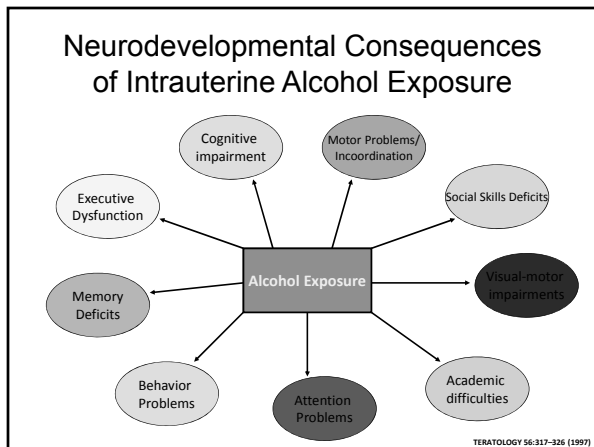 Neurodevelopmental Consequences
of Intrauterine Alcohol Exposure
Cognitive
impairment
Motor Problems/
Incoordination
Executive
Dysfunction
Social Skills Deficits
Alcohol Exposure
Memory
Deficits
Visual-motor
impairments
Behavior
Problems
Attention
Problems
Academic
difficulties
TERATOLOGY 56:317–326 (1997)